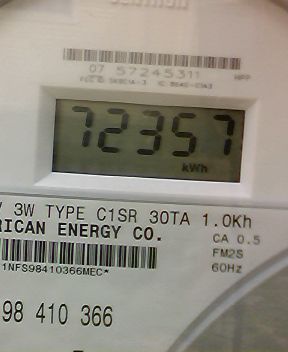 07 57245311
72357
kWh
V 3W TYPE C1SR 30TA 1.0Kh
RICAN ENERGY CO.
CA 0.5
FM2S
60Hz
1NFS98410366MEC*
98 410 366